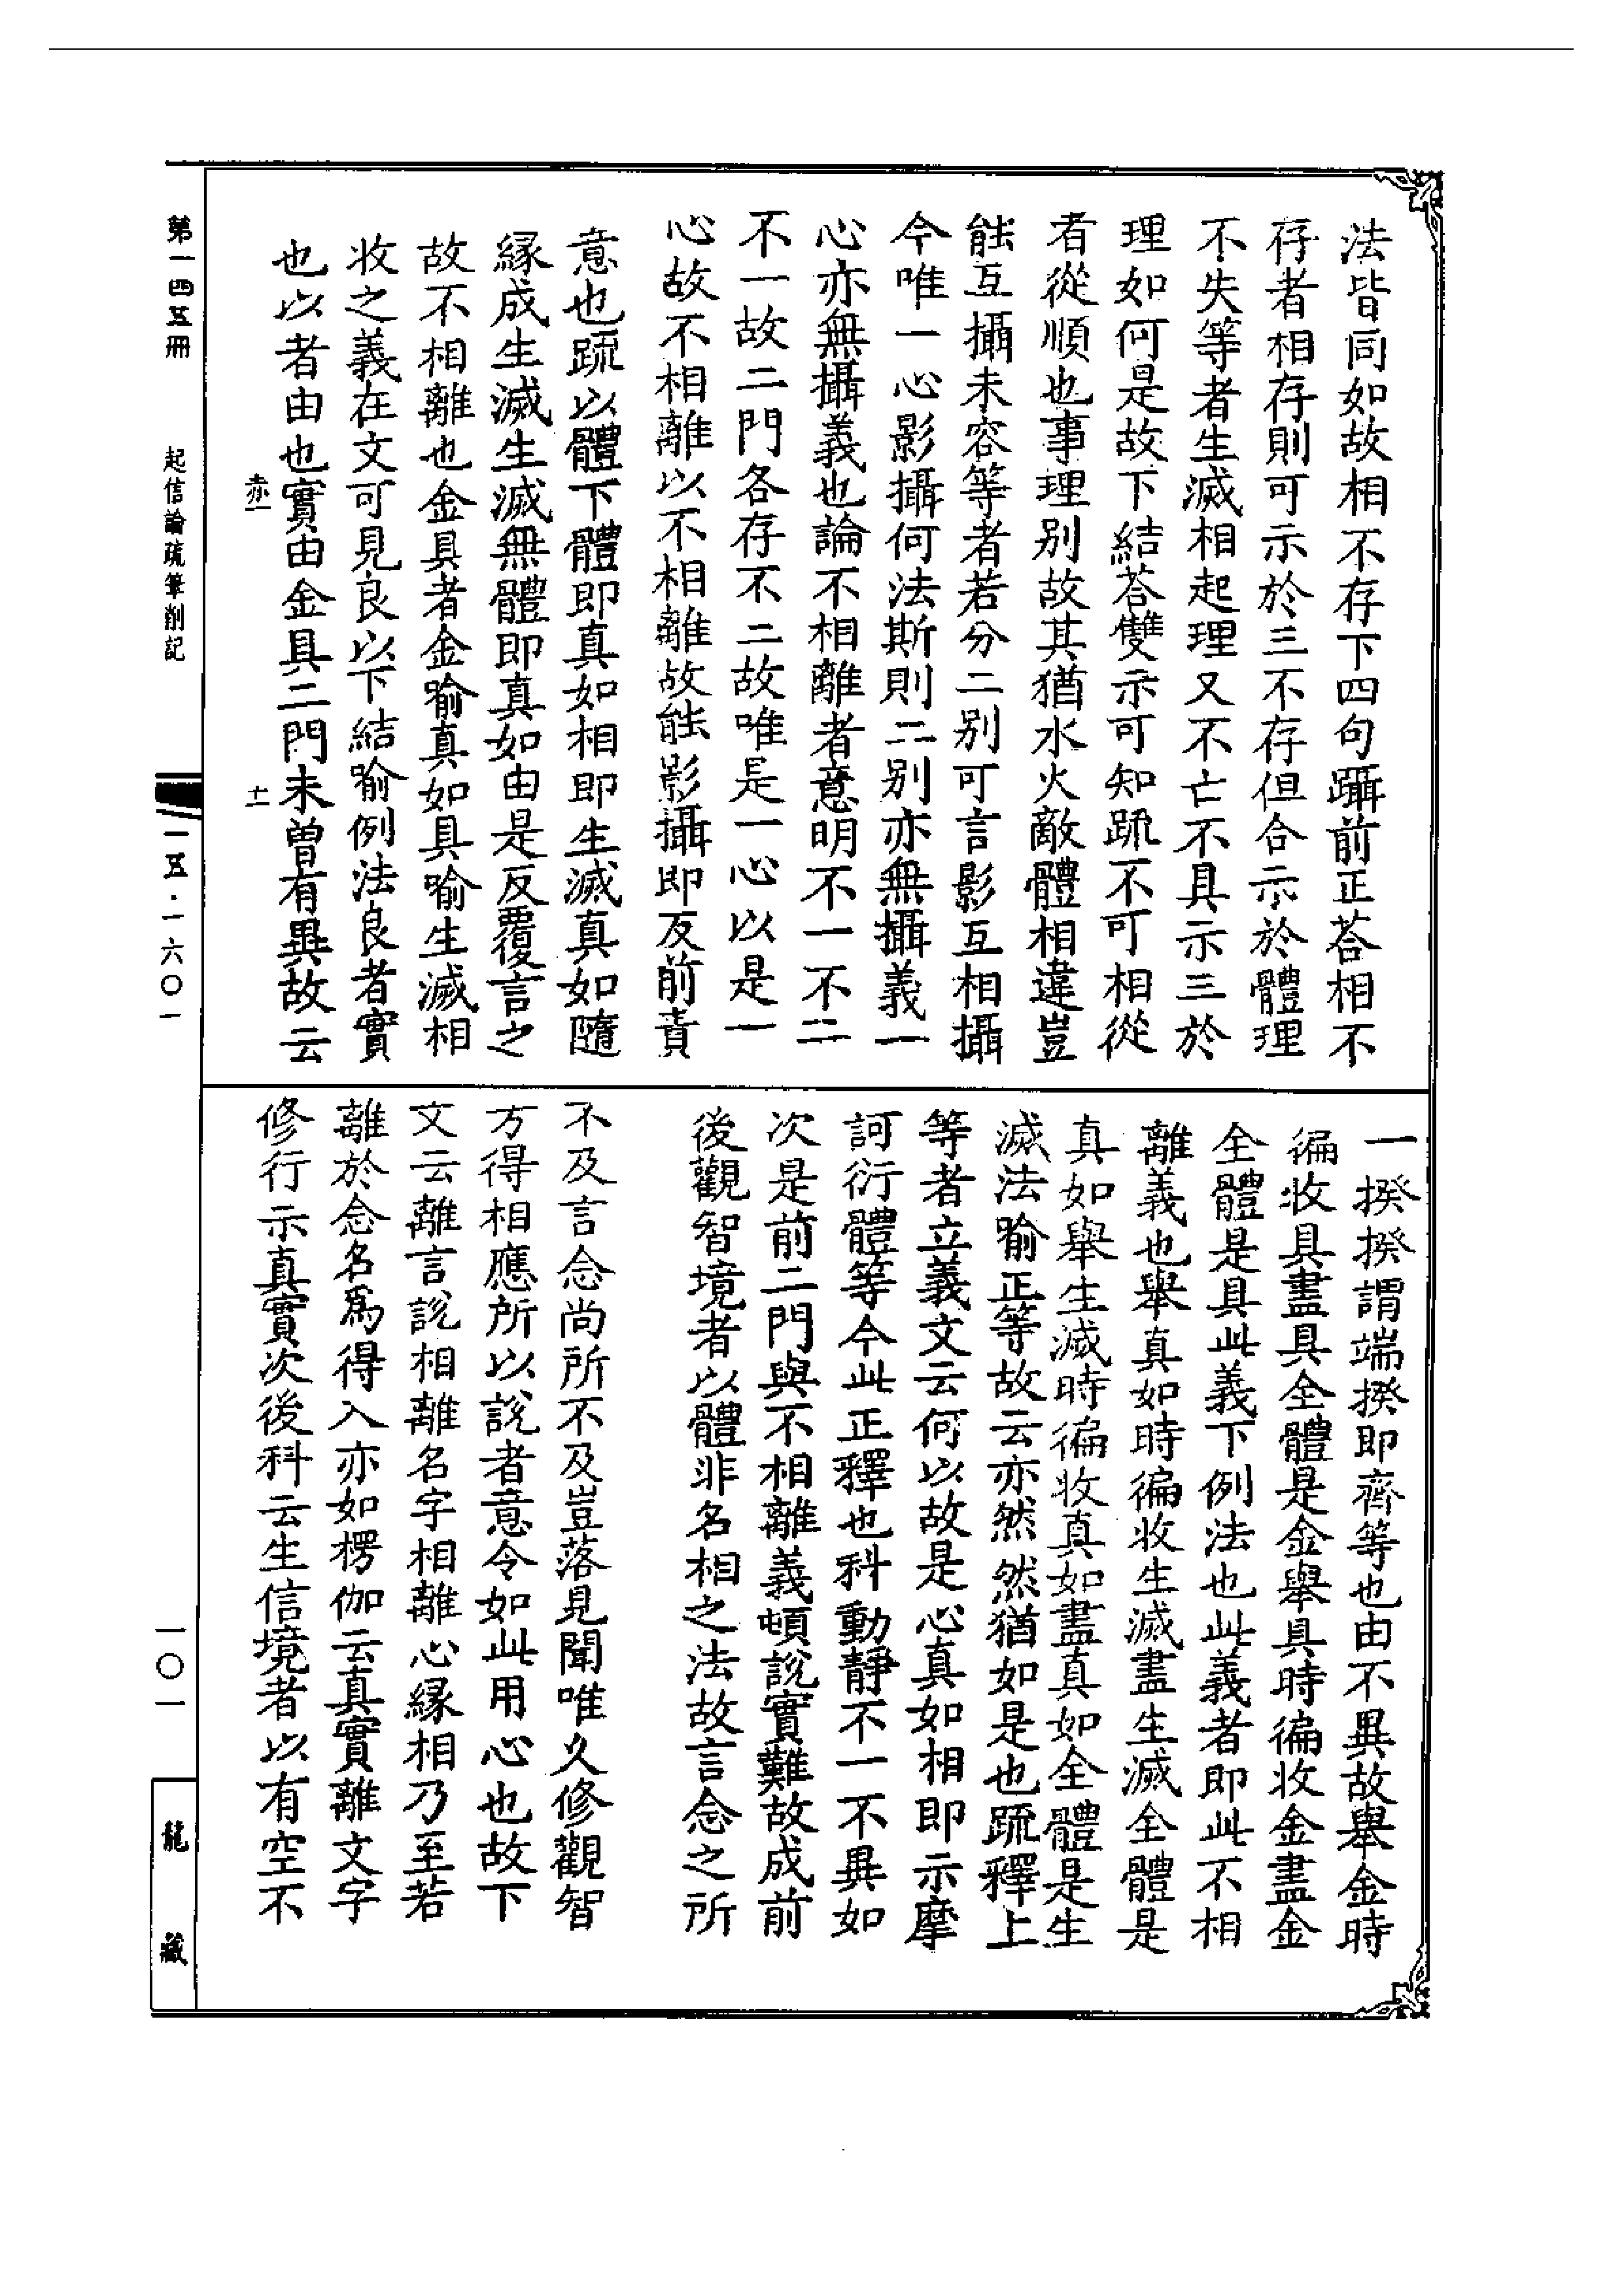 法皆同如故相不存下四句躡前正荅相不
存者相存則可示於三不存但合示於體理
不失等者生滅相起理又不亡不具示三於
理如何是故下結荅雙示可知䟽不可相從
者從順也事理別故其猶水火敵體相違豈
能互攝未容等者若分二別可言影互相攝
今唯一心影攝何法斯則二別亦無攝義一
心亦無攝義也論不相離者意明不一不二
不一故二門各存不二故唯是一心以是一
心故不相離以不相離故能影攝即反前責
意也䟽以體下體即真如相即生滅真如隨
緣成生滅生滅無體即真如由是反覆言之
故不相離也金具者金喻真如具喻生滅相
收之義在文可見良以下結喻例法良者實
也以者由也實由金具二門未曾有異故云
一揆揆謂端揆即齊等也由不異故舉金時
徧收具盡具全體是金舉具時徧收金盡金
全體是具此義下例法也此義者即此不相
離義也舉真如時徧收生滅盡生滅全體是
真如舉生滅時徧收真如盡真如全體是生
滅法喻正等故云亦然然猶如是也䟽釋上
等者立義文云何以故是心真如相即示摩
訶衍體等今此正釋也科動靜不一不異如
次是前二門與不相離義頓說實難故成前
後觀智境者以體非名相之法故言念之所
不及言念尚所不及豈落見聞唯久修觀智
方得相應所以說者意令如此用心也故下
文云離言說相離名字相離心緣相乃至若
離於念名爲得入亦如楞伽云真實離文字
修行示真實次後科云生信境者以有空不
赤一
十一
第一四五冊
起信論疏筆削記
一五·一六〇一
一〇一
龍藏